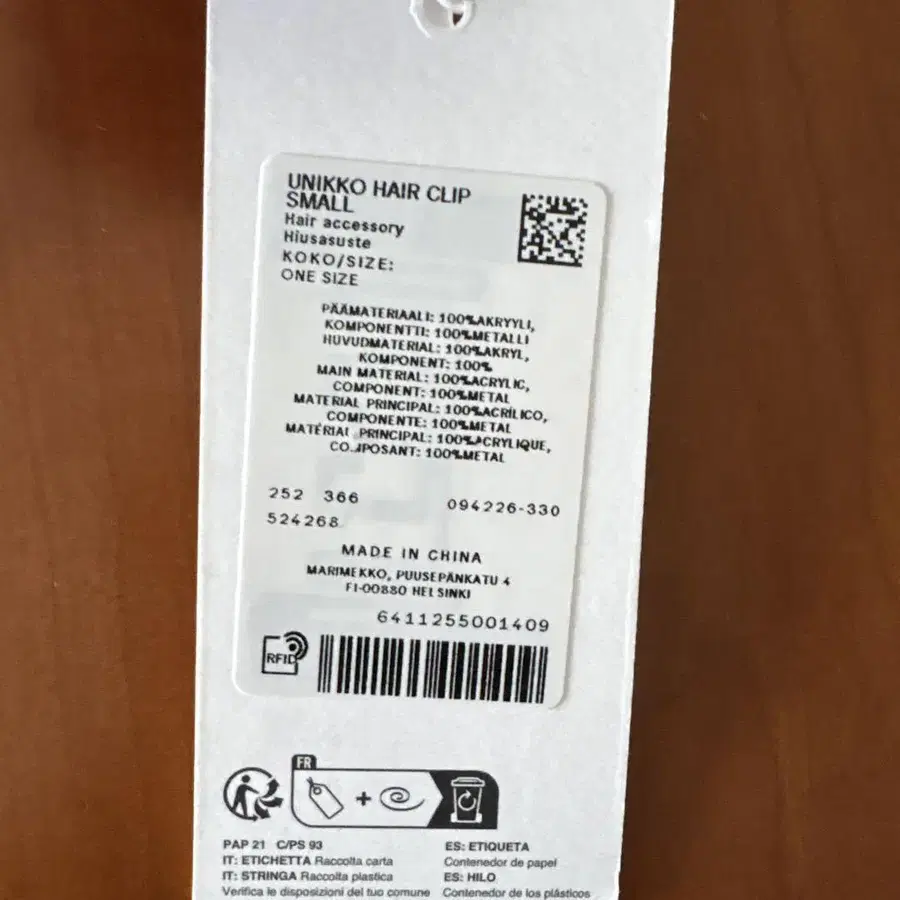 UNIKKO HAIR CLIP
SMALL
Hair accessory
Hiusasuste
KOKO/SIZE:
ONE SIZE
PÄÄMATERIAALI: 100%AKRYYLI,
KOMPONENTTI: 100%METALLI
HUVUDMATERIAL: 100%AKRYL,
KOMPONENT: 100%
MAIN MATERIAL: 100%ACRYLIC,
COMPONENT: 100%METAL
MATERIAL PRINCIPAL: 100%ACRÍLICO,
COMPONENTE: 100%METAL
MATÉRIAL PRINCIPAL: 100%ACRYLIQUE,
COMPOSANT: 100%METAL
252 366
094226-330
524268
MADE IN CHINA
MARIMEKKO, PUUSEPÄNKATU 4
FI-00880 HELSINKI
6411255001409
RFID
FR
PAP 21 C/PS 93
IT: ETICHETTA Raccolta carta
IT: STRINGA Raccolta plastica
Verifica le disposizioni del tuo comune
ES: ETIQUETA
Contenedor de papel
ES: HILO
Contenedor de los plásticos